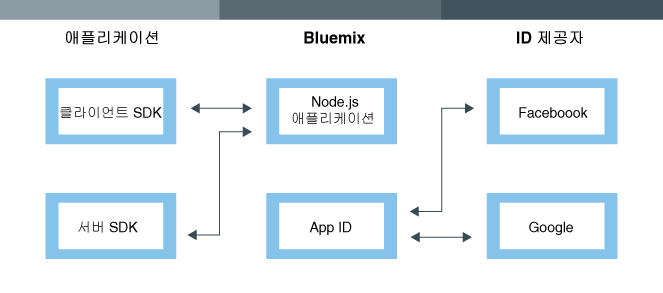 애플리케이션
Bluemix
ID 제공자
클라이언트 SDK
Node.js
애플리케이션
Faceboook
서버 SDK
App ID
Google